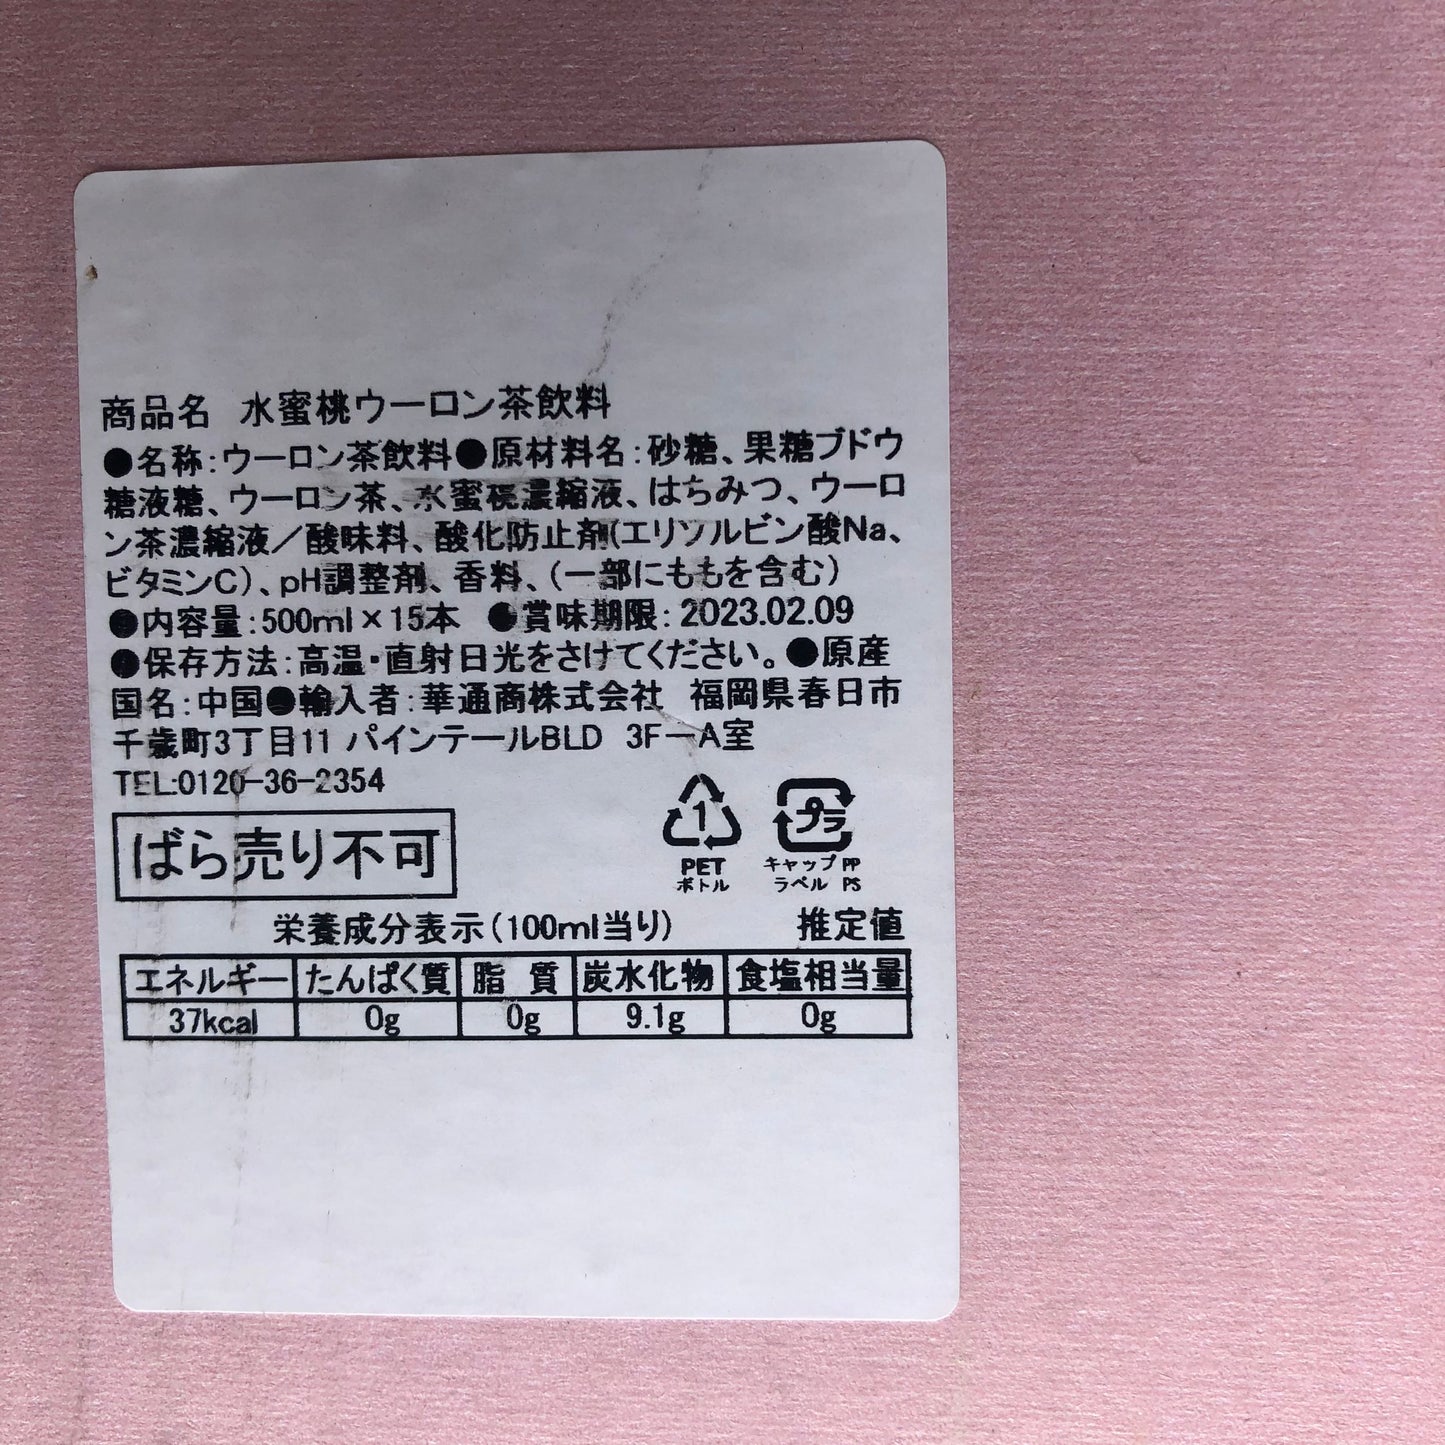 商品名 水蜜桃ウーロン茶飲料
●名称:ウーロン茶飲料●原材料名:砂糖、果糖ブドウ
糖液糖、ウーロン茶、水蜜桃濃縮液、はちみつ、ウーロ
ン茶濃縮液／酸味料、酸化防止剤(エリソルビン酸Na、
ビタミンC)、pH調整剤、香料、(一部にももを含む)
●内容量:500ml×15本 ●賞味期限:2023.02.09
●保存方法:高温・直射日光をさけてください。●原産
国名:中国●輸入者:華通商株式会社 福岡県春日市
千歳町3丁目11 パインテールBLD 3F－A室
TEL:0120-36-2354
ばら売り不可
1
PET
ボトル
プラ
キャップ PP
ラベル PS
栄養成分表示(100ml当り) 推定値
エネルギー たんぱく質 脂質 炭水化物 食塩相当量
37kcal 0g 0g 9.1g 0g